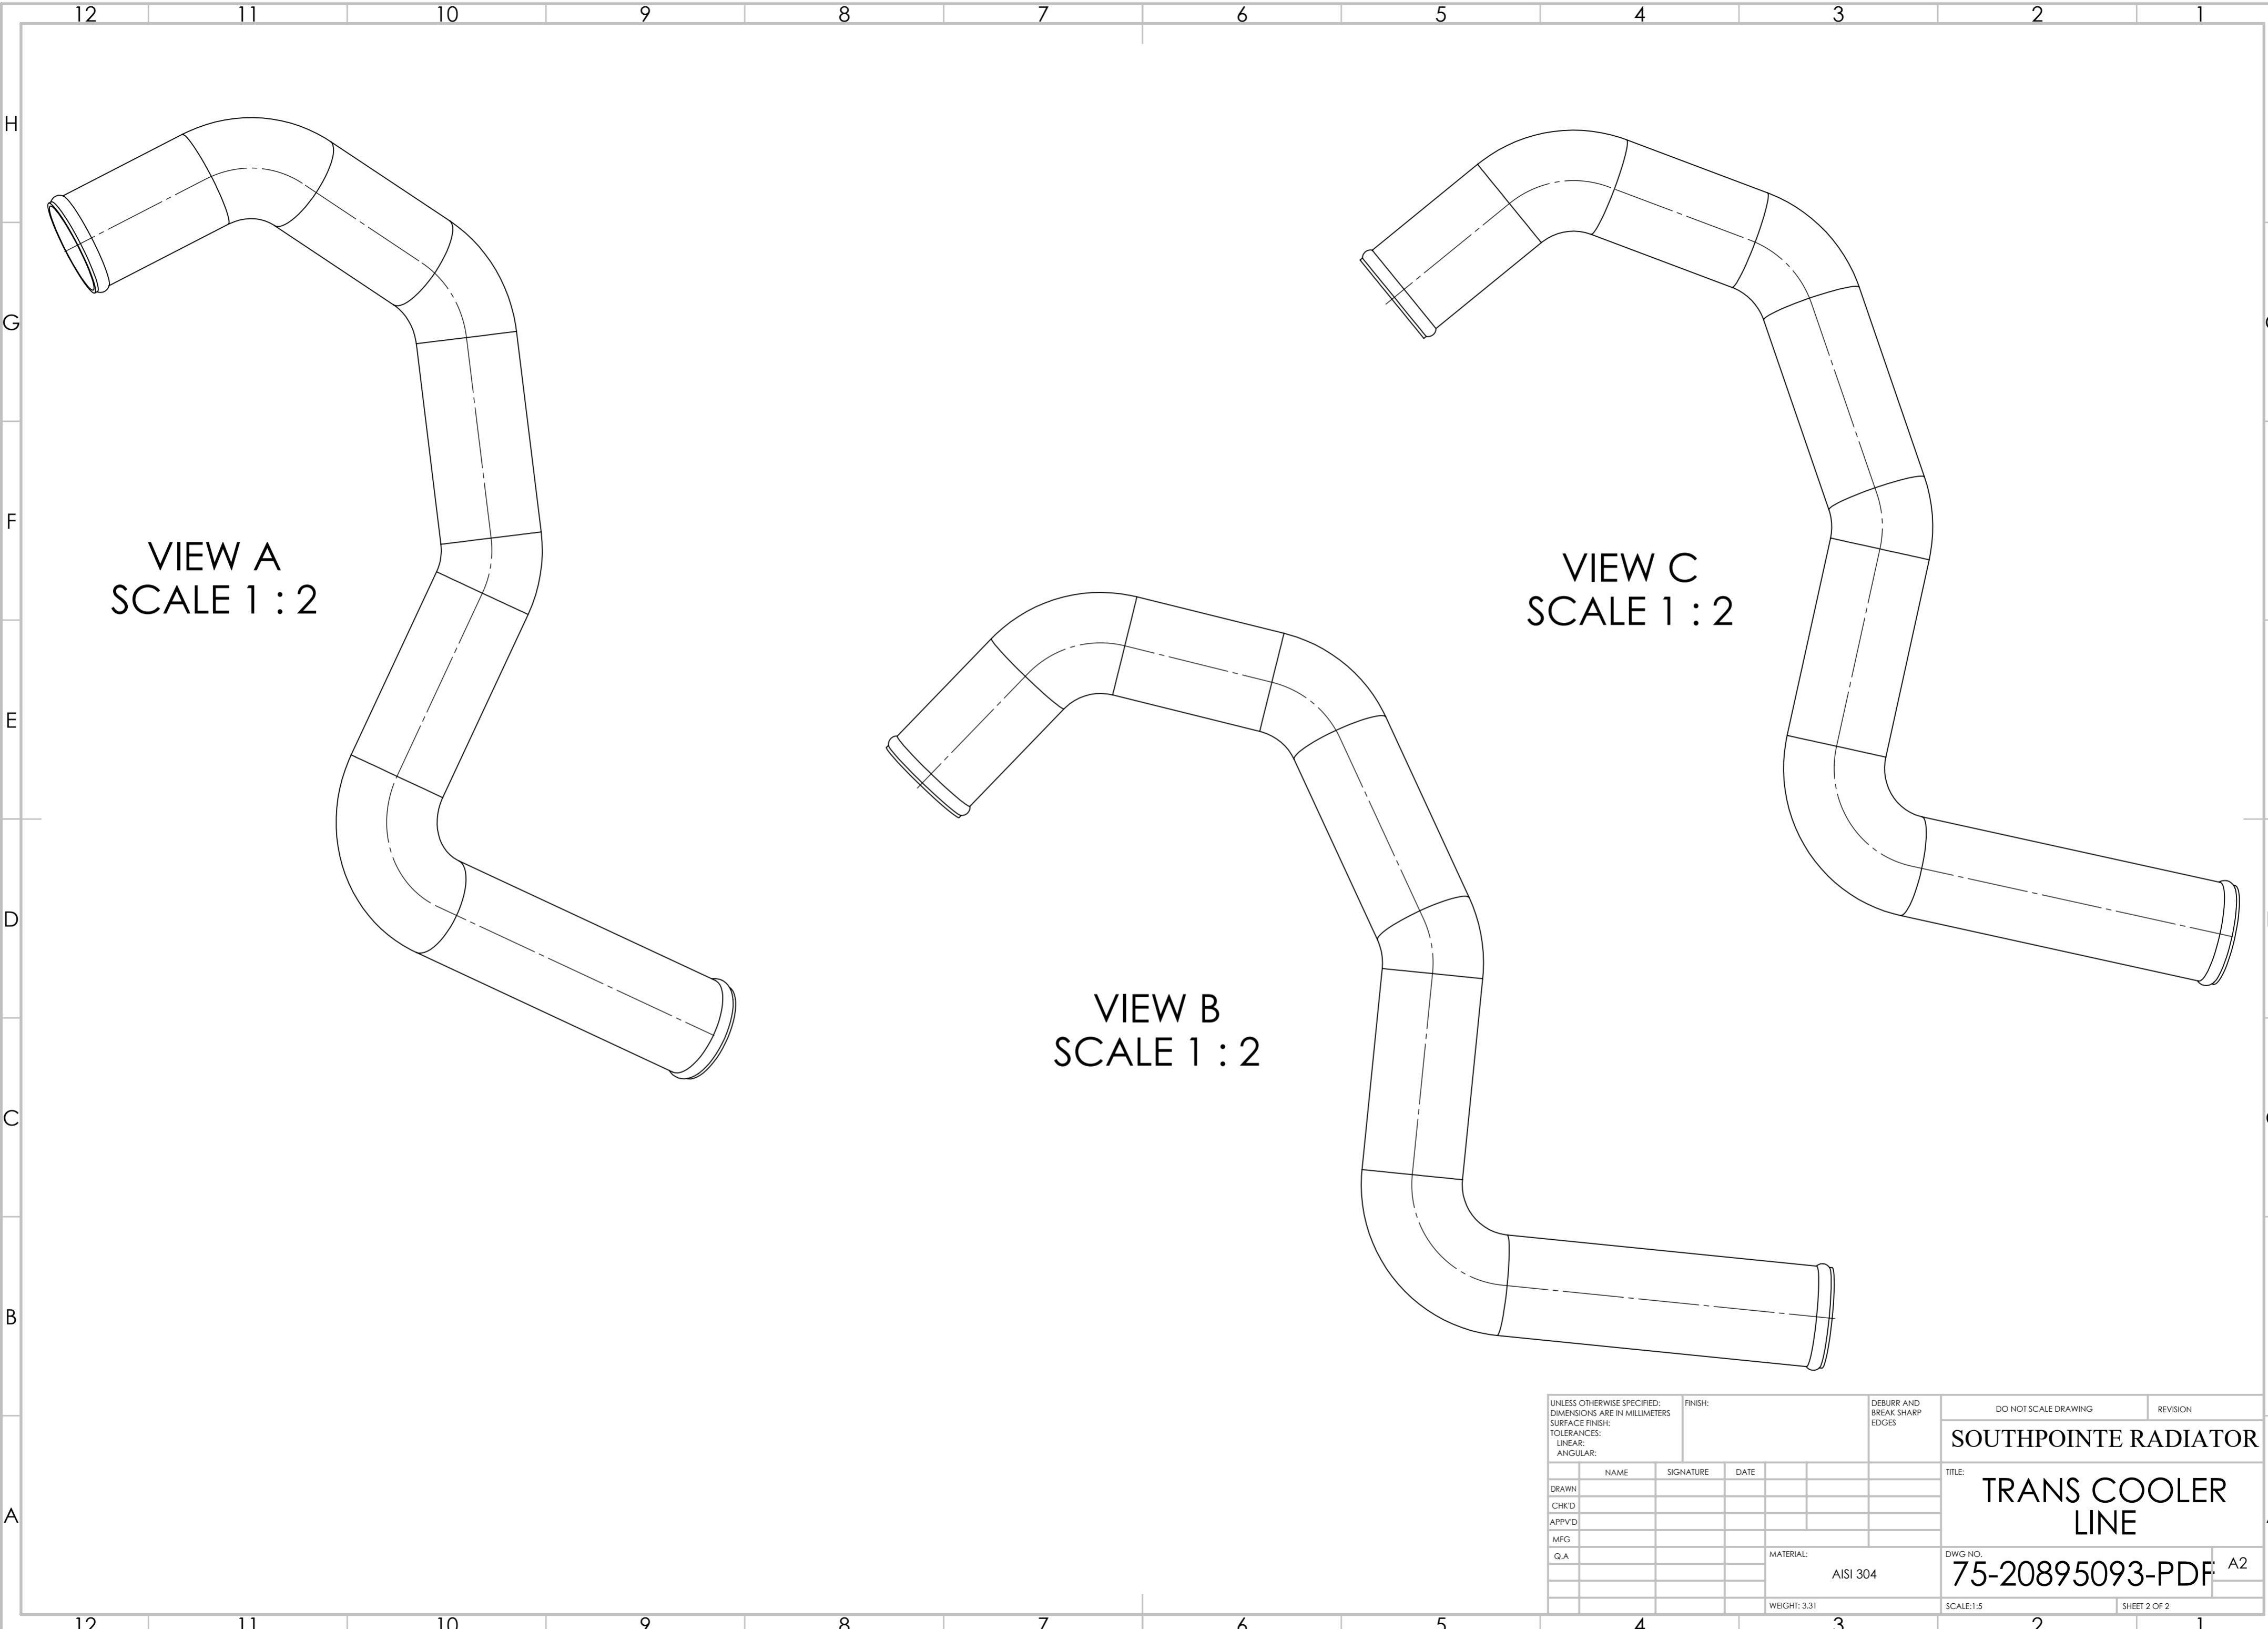 12 11 10 9 8 7 6 5 4 3 2 1
H
G
F
E
D
C
B
A
VIEW A
SCALE 1 : 2
VIEW B
SCALE 1 : 2
VIEW C
SCALE 1 : 2
UNLESS OTHERWISE SPECIFIED:
DIMENSIONS ARE IN MILLIMETERS
SURFACE FINISH:
TOLERANCES:
LINEAR:
ANGULAR:
FINISH:
DEBURR AND
BREAK SHARP
EDGES
DO NOT SCALE DRAWING
REVISION
SOUTHPOINTE RADIATOR
NAME SIGNATURE DATE
DRAWN
CHK'D
APPV'D
MFG
Q.A
TITLE:
TRANS COOLER
LINE
MATERIAL:
AISI 304
DWG NO.
75-20895093-PDF
A2
WEIGHT: 3.31
SCALE:1:5
SHEET 2 OF 2
12 11 10 9 8 7 6 5 4 3 2 1